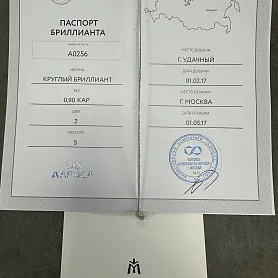 ПАСПОРТ
БРИЛЛИАНТА
A0256
ФОРМА
КРУГЛЫЙ БРИЛЛИАНТ
ВЕС
0,90 КАР
ЦВЕТ
2
ЧИСТОТА
5
АЛРОСА
МЕСТО ДОБЫЧИ
Г. УДАЧНЫЙ
ДАТА ДОБЫЧИ
01.02.17
МЕСТО ОГРАНКИ
Г. МОСКВА
ДАТА ОГРАНКИ
01.05.17